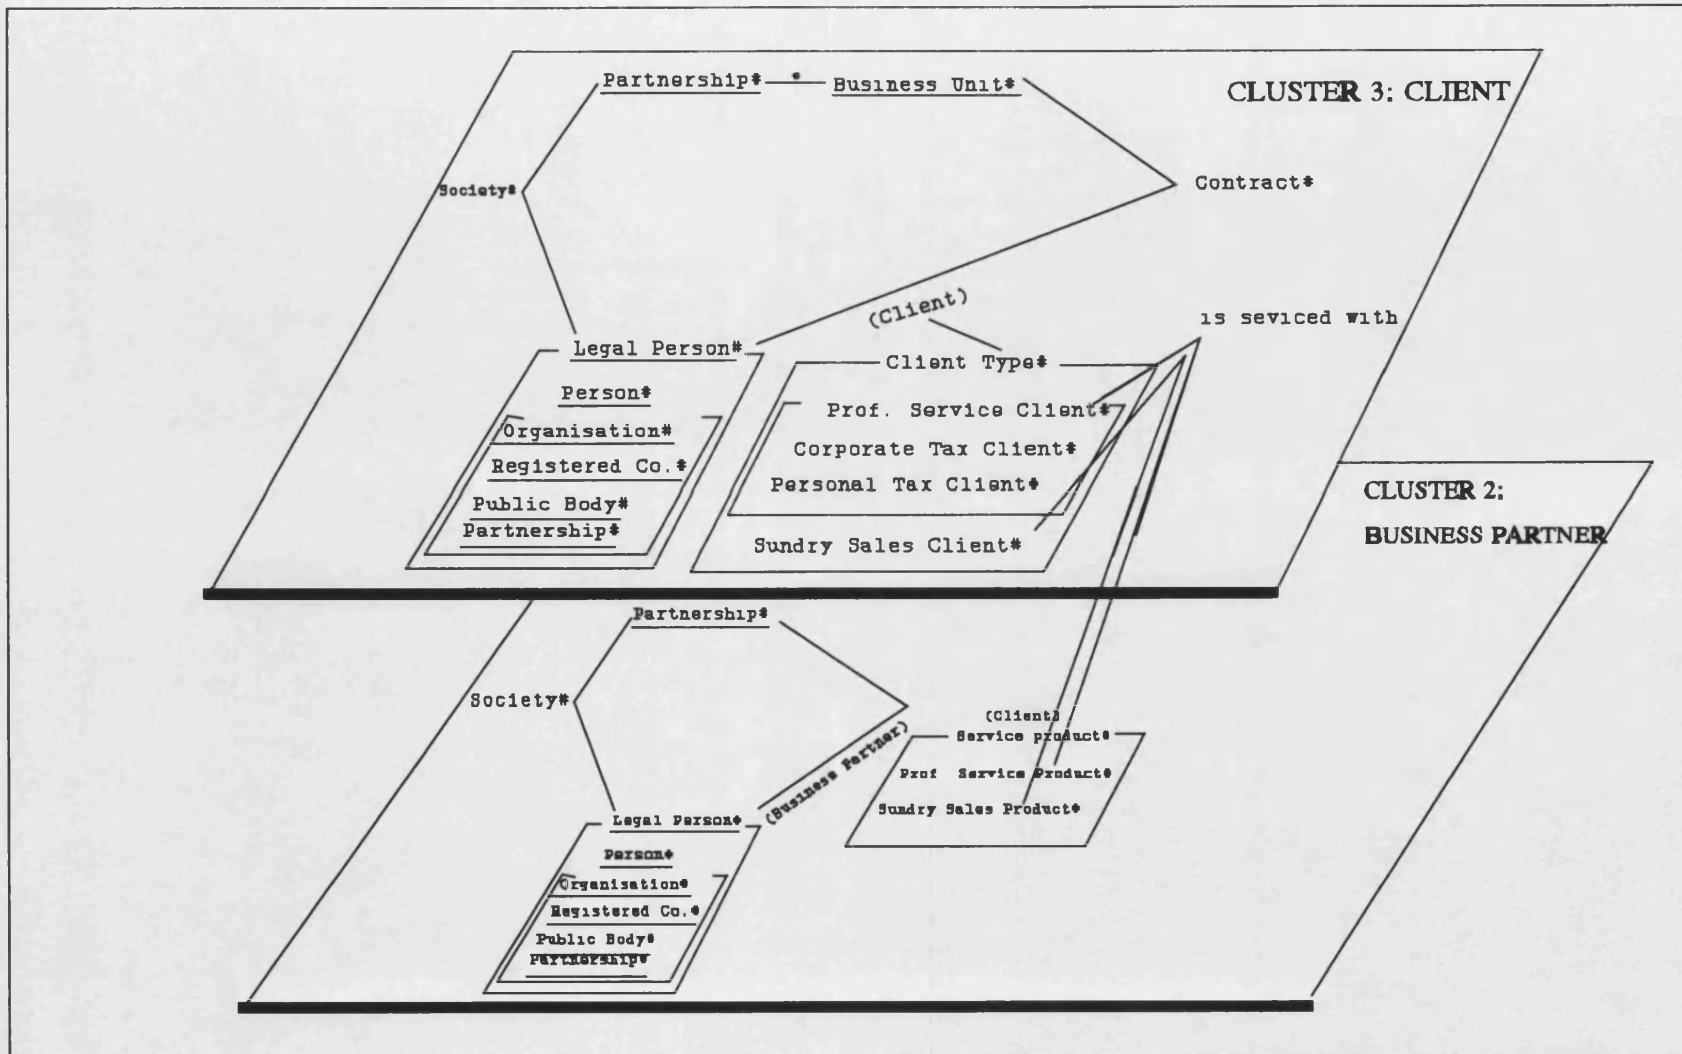 Partnership# Business Unit#
CLUSTER 3: CLIENT
Society#
Contract#
(Client)
is seviced with
Legal Person#
Client Type#
Person#
Prof. Service Client#
Organisation#
Corporate Tax Client#
Registered Co.#
Personal Tax Client#
Public Body#
Partnership#
Sundry Sales Client#
CLUSTER 2:
BUSINESS PARTNER
Partnership#
Society#
(Client)
Service product#
(Business Partner)
Prof Service Product#
Sundry Sales Product#
Legal Person#
Person#
Organisation#
Registered Co.#
Public Body#
Partnership#